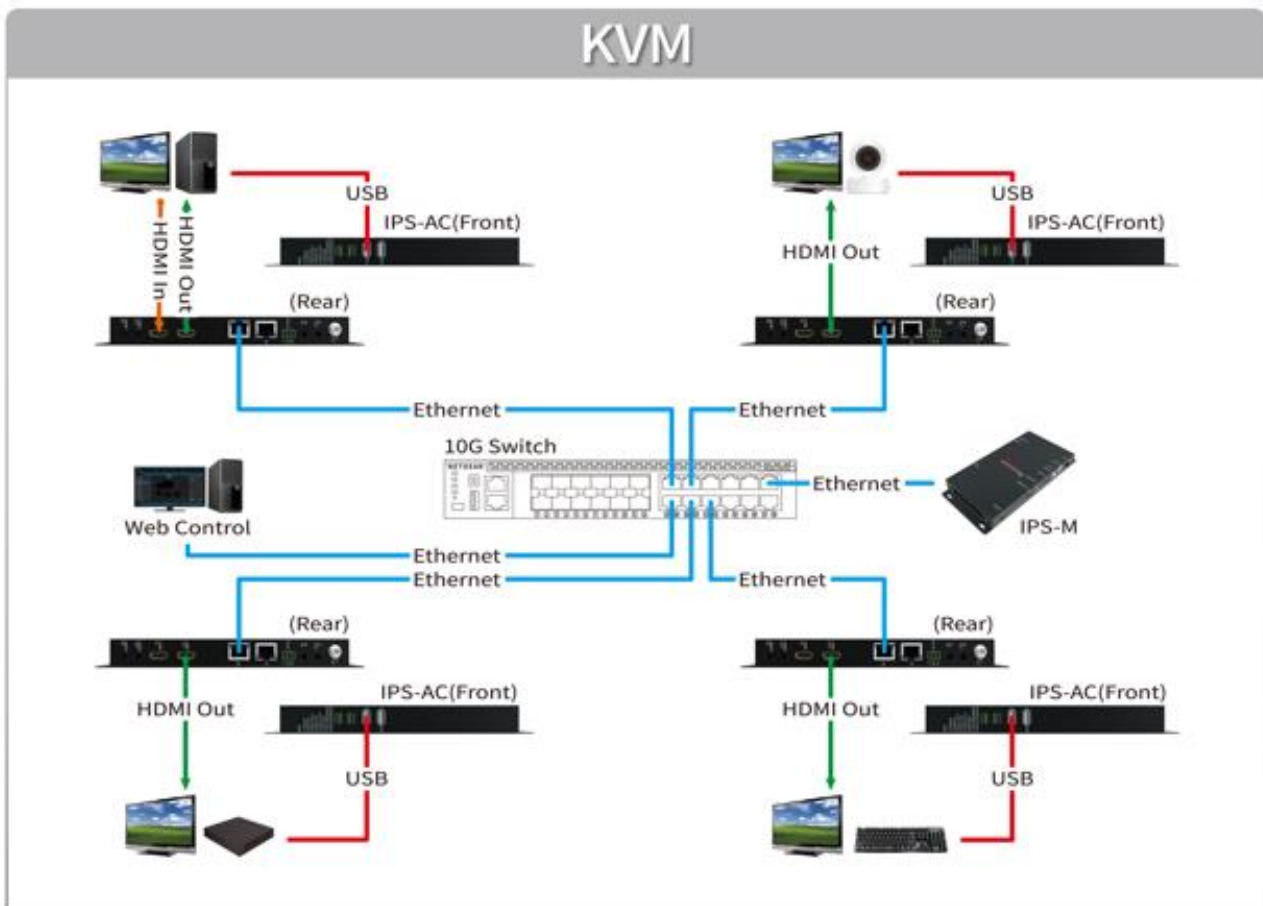 KVM
USB
IPS-AC(Front)
HDMI In
HDMI Out
(Rear)
USB
IPS-AC(Front)
HDMI Out
(Rear)
Ethernet
Ethernet
10G Switch
NETGEAR
Ethernet
Web Control
IPS-M
Ethernet
Ethernet
Ethernet
(Rear)
(Rear)
IPS-AC(Front)
HDMI Out
IPS-AC(Front)
HDMI Out
USB
USB